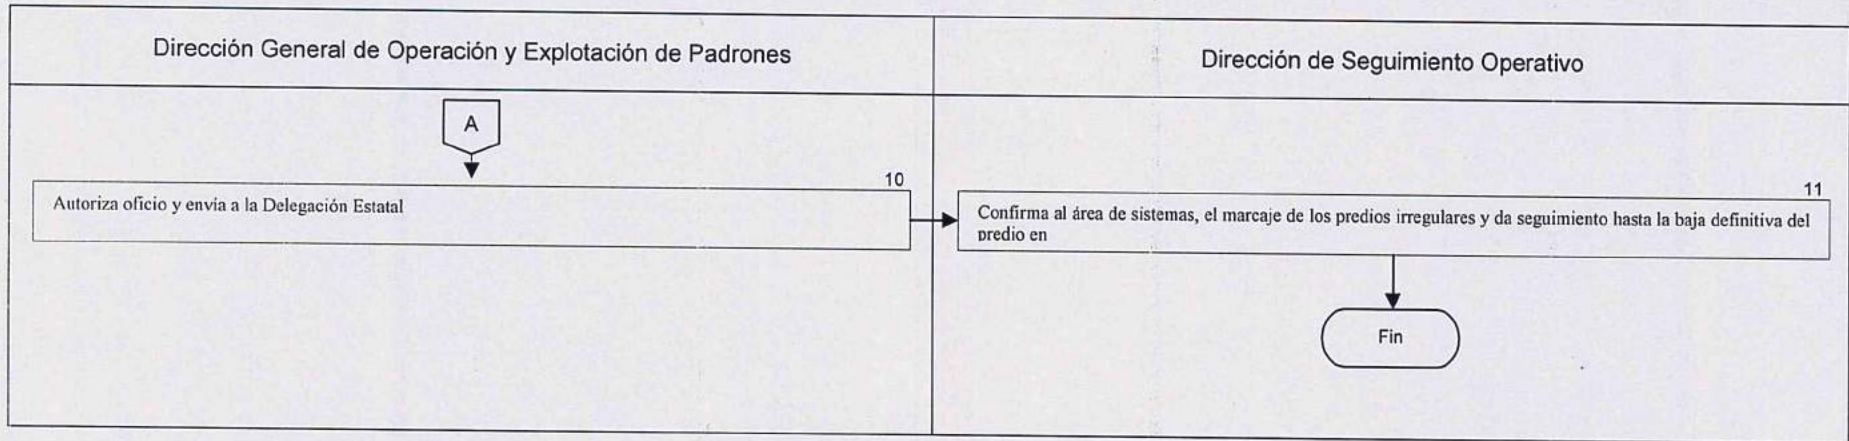 Dirección General de Operación y Explotación de Padrones
Dirección de Seguimiento Operativo
A
10
Autoriza oficio y envía a la Delegación Estatal
11
Confirma al área de sistemas, el marcaje de los predios irregulares y da seguimiento hasta la baja definitiva del
predio en
Fin